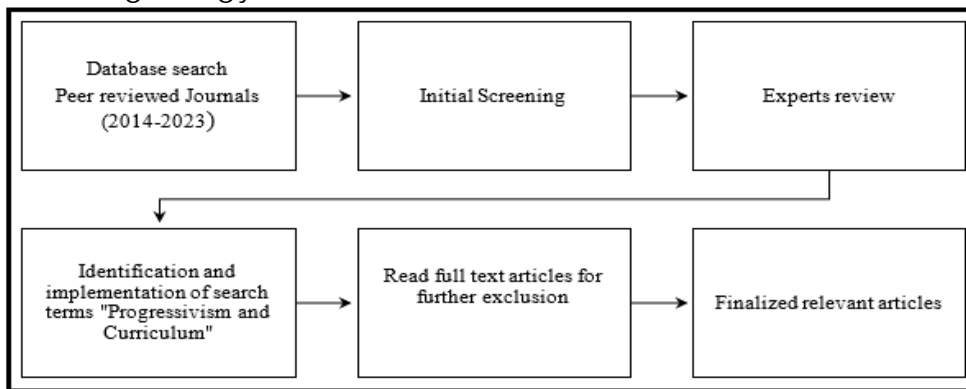 Database search
Peer reviewed Journals
(2014-2023)
Initial Screening
Experts review
Identification and
implementation of search
terms "Progressivism and
Curriculum"
Read full text articles for
further exclusion
Finalized relevant articles